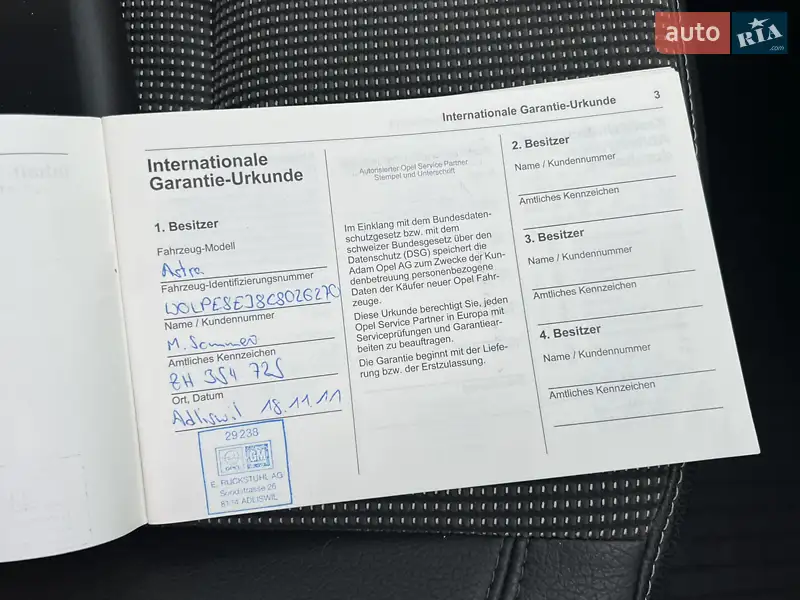 auto RIA .com
Internationale Garantie-Urkunde 3
Internationale
Garantie-Urkunde
1. Besitzer
Fahrzeug-Modell
Astra
Fahrzeug-Identifizierungsnummer
W0LPE8EJ8C8026270
Name / Kundennummer
M. Sommer
Amtliches Kennzeichen
ZH 354 725
Ort, Datum
Adliswil 18.11.11
29238
GM
E. RUCKSTUHL AG
8134 ADLISWIL
Autorisierter Opel Service Partner
Stempel und Unterschrift
Im Einklang mit dem Bundesdaten-
schutzgesetz bzw. mit dem
schweizer Bundesgesetz über den
Datenschutz (DSG) speichert die
Adam Opel AG zum Zwecke der Kun-
denbetreuung personenbezogene
Daten der Käufer neuer Opel Fahr-
zeuge.
Diese Urkunde berechtigt Sie, jeden
Opel Service Partner in Europa mit
Serviceprüfungen und Garantiear-
beiten zu beauftragen.
Die Garantie beginnt mit der Liefe-
rung bzw. der Erstzulassung.
2. Besitzer
Name / Kundennummer
Amtliches Kennzeichen
3. Besitzer
Name / Kundennummer
Amtliches Kennzeichen
4. Besitzer
Name / Kundennummer
Amtliches Kennzeichen